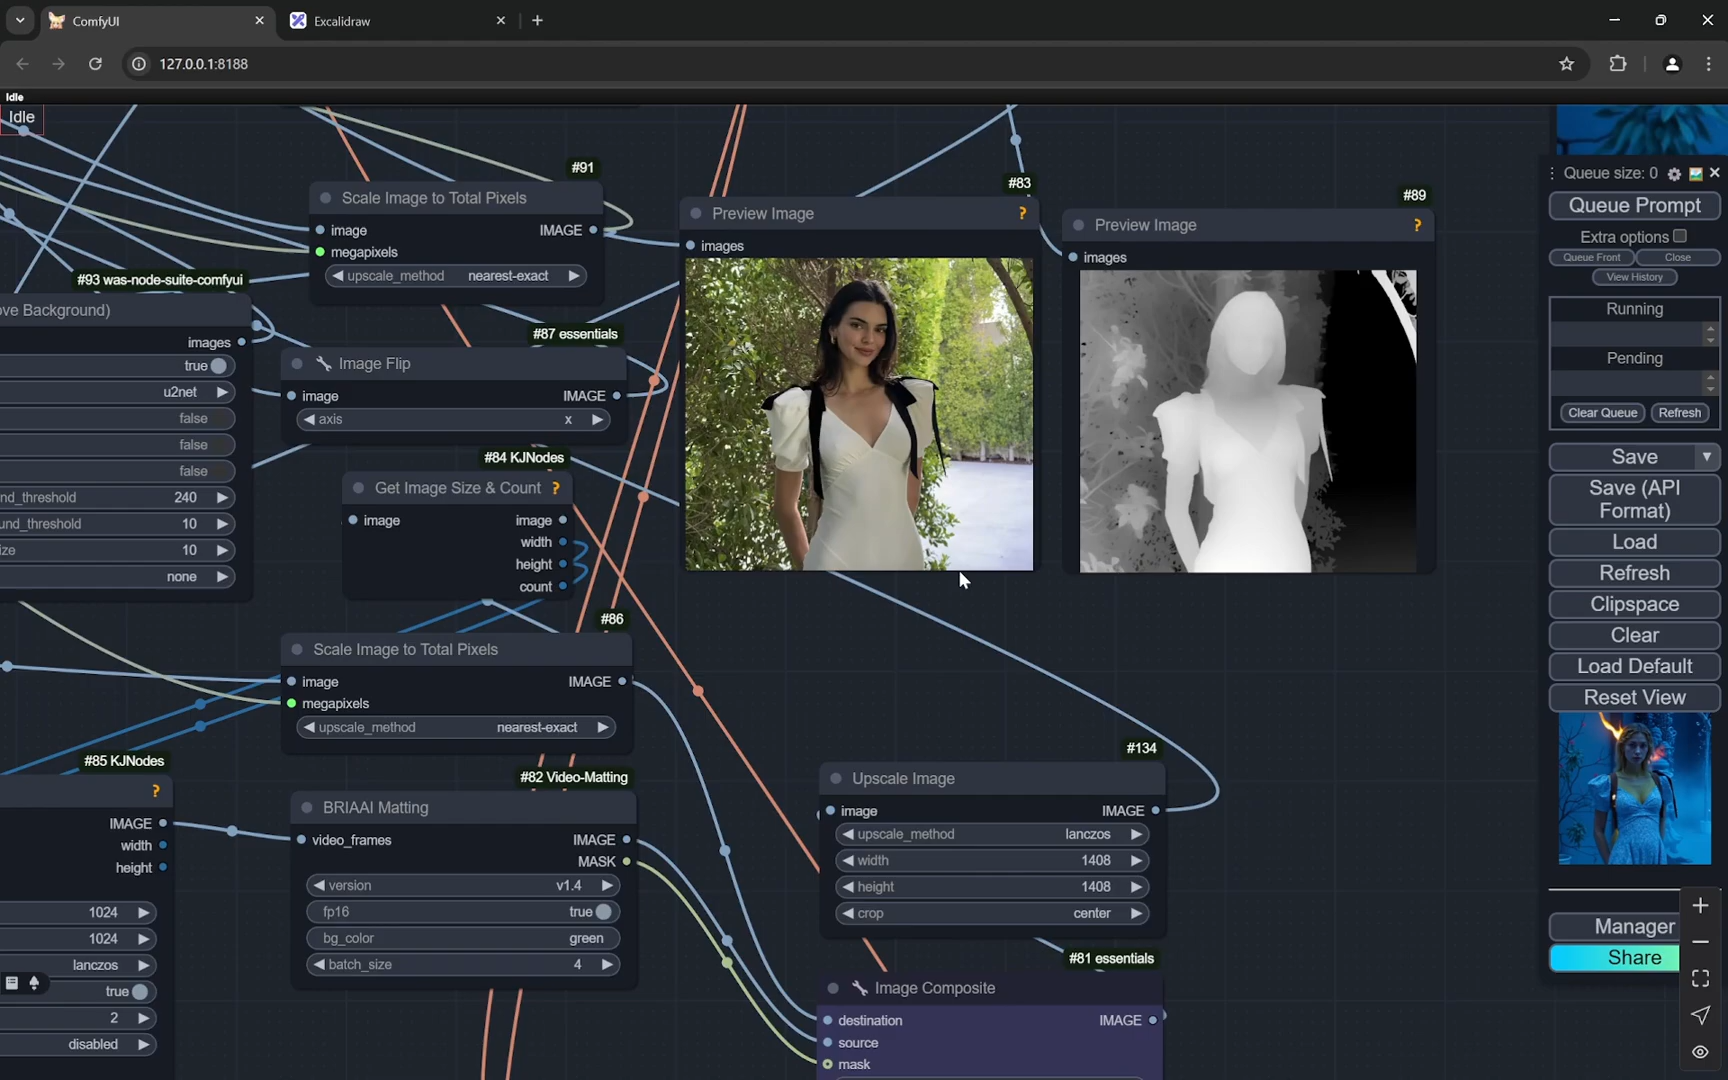 ComfyUI
Excalidraw
127.0.0.1:8188
Idle
Idle
#91
Scale Image to Total Pixels
image
IMAGE
megapixels
upscale_method
nearest-exact
#93 was-node-suite-comfyui
ove Background)
images
true
u2net
false
false
false
nd_threshold
240
und_threshold
10
ize
10
none
#87 essentials
Image Flip
image
IMAGE
axis
x
#84 KJNodes
Get Image Size & Count
?
image
image
width
height
count
#86
Scale Image to Total Pixels
image
IMAGE
megapixels
upscale_method
nearest-exact
#85 KJNodes
?
IMAGE
width
height
1024
1024
lanczos
true
2
disabled
#82 Video-Matting
BRIAAI Matting
video_frames
IMAGE
MASK
version
v1.4
fp16
true
bg_color
green
batch_size
4
#83
Preview Image
?
images
#89
Preview Image
?
images
#134
Upscale Image
image
IMAGE
upscale_method
lanczos
width
1408
height
1408
crop
center
#81 essentials
Image Composite
destination
IMAGE
source
mask
Queue size: 0
Queue Prompt
Extra options
Queue Front
Close
View History
Running
Pending
Clear Queue
Refresh
Save
Save (API
Format)
Load
Refresh
Clipspace
Clear
Load Default
Reset View
Manager
Share